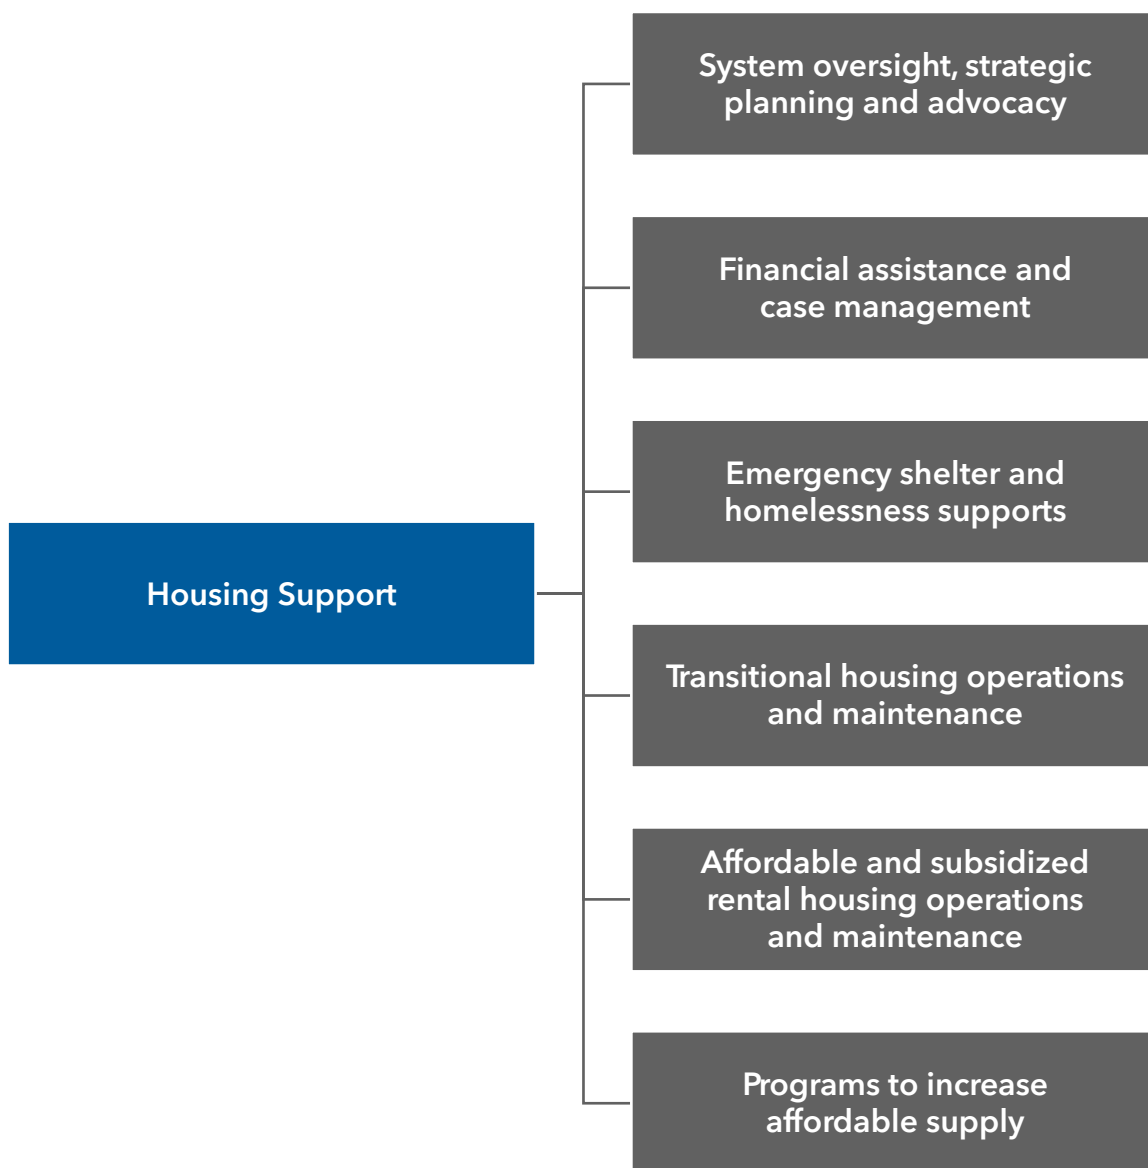 System oversight, strategic
planning and advocacy
Financial assistance and
case management
Emergency shelter and
homelessness supports
Housing Support
Transitional housing operations
and maintenance
Affordable and subsidized
rental housing operations
and maintenance
Programs to increase
affordable supply